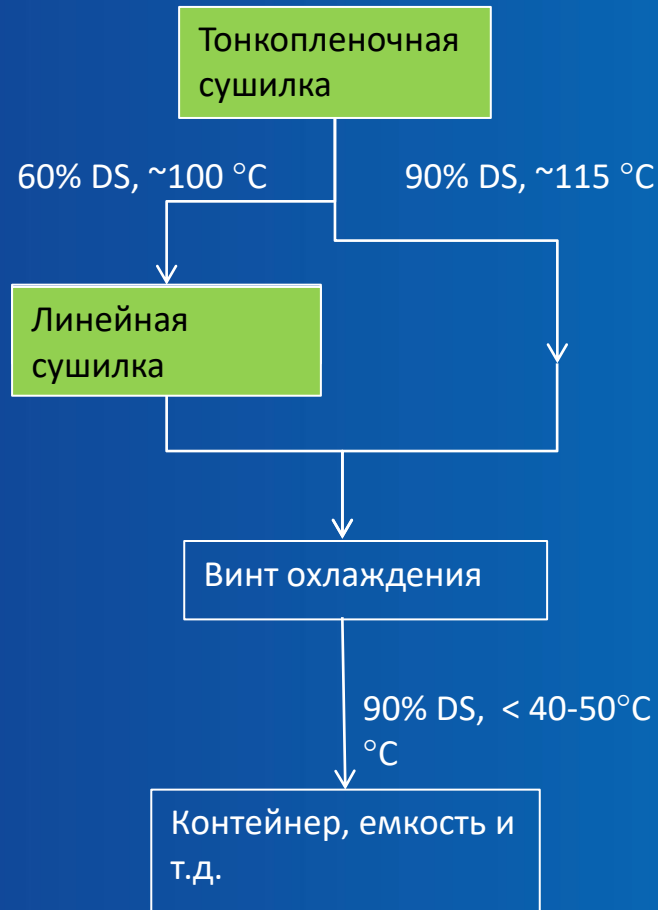 Тонкопленочная
сушилка
60% DS, ~100 °C
90% DS, ~115 °C
Линейная
сушилка
Винт охлаждения
90% DS,  < 40-50°C
°C
Контейнер, емкость и
т.д.